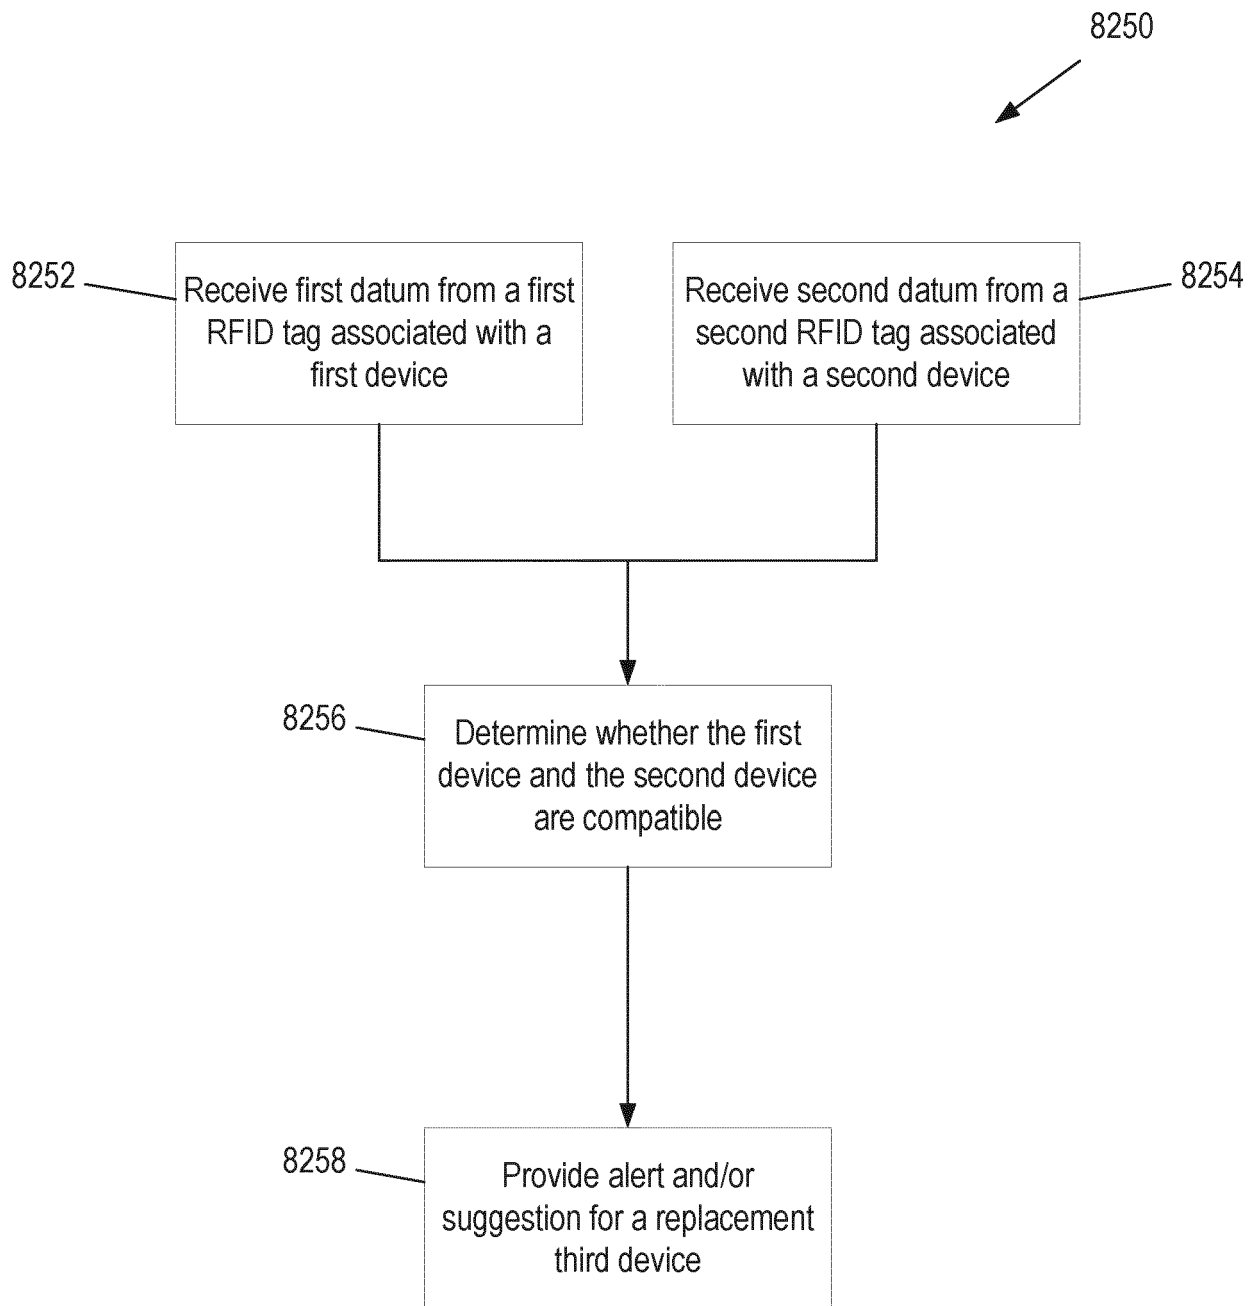 8250
8252
Receive first datum from a first
RFID tag associated with a
first device
Receive second datum from a
second RFID tag associated
with a second device
8254
8256
Determine whether the first
device and the second device
are compatible
8258
Provide alert and/or
suggestion for a replacement
third device